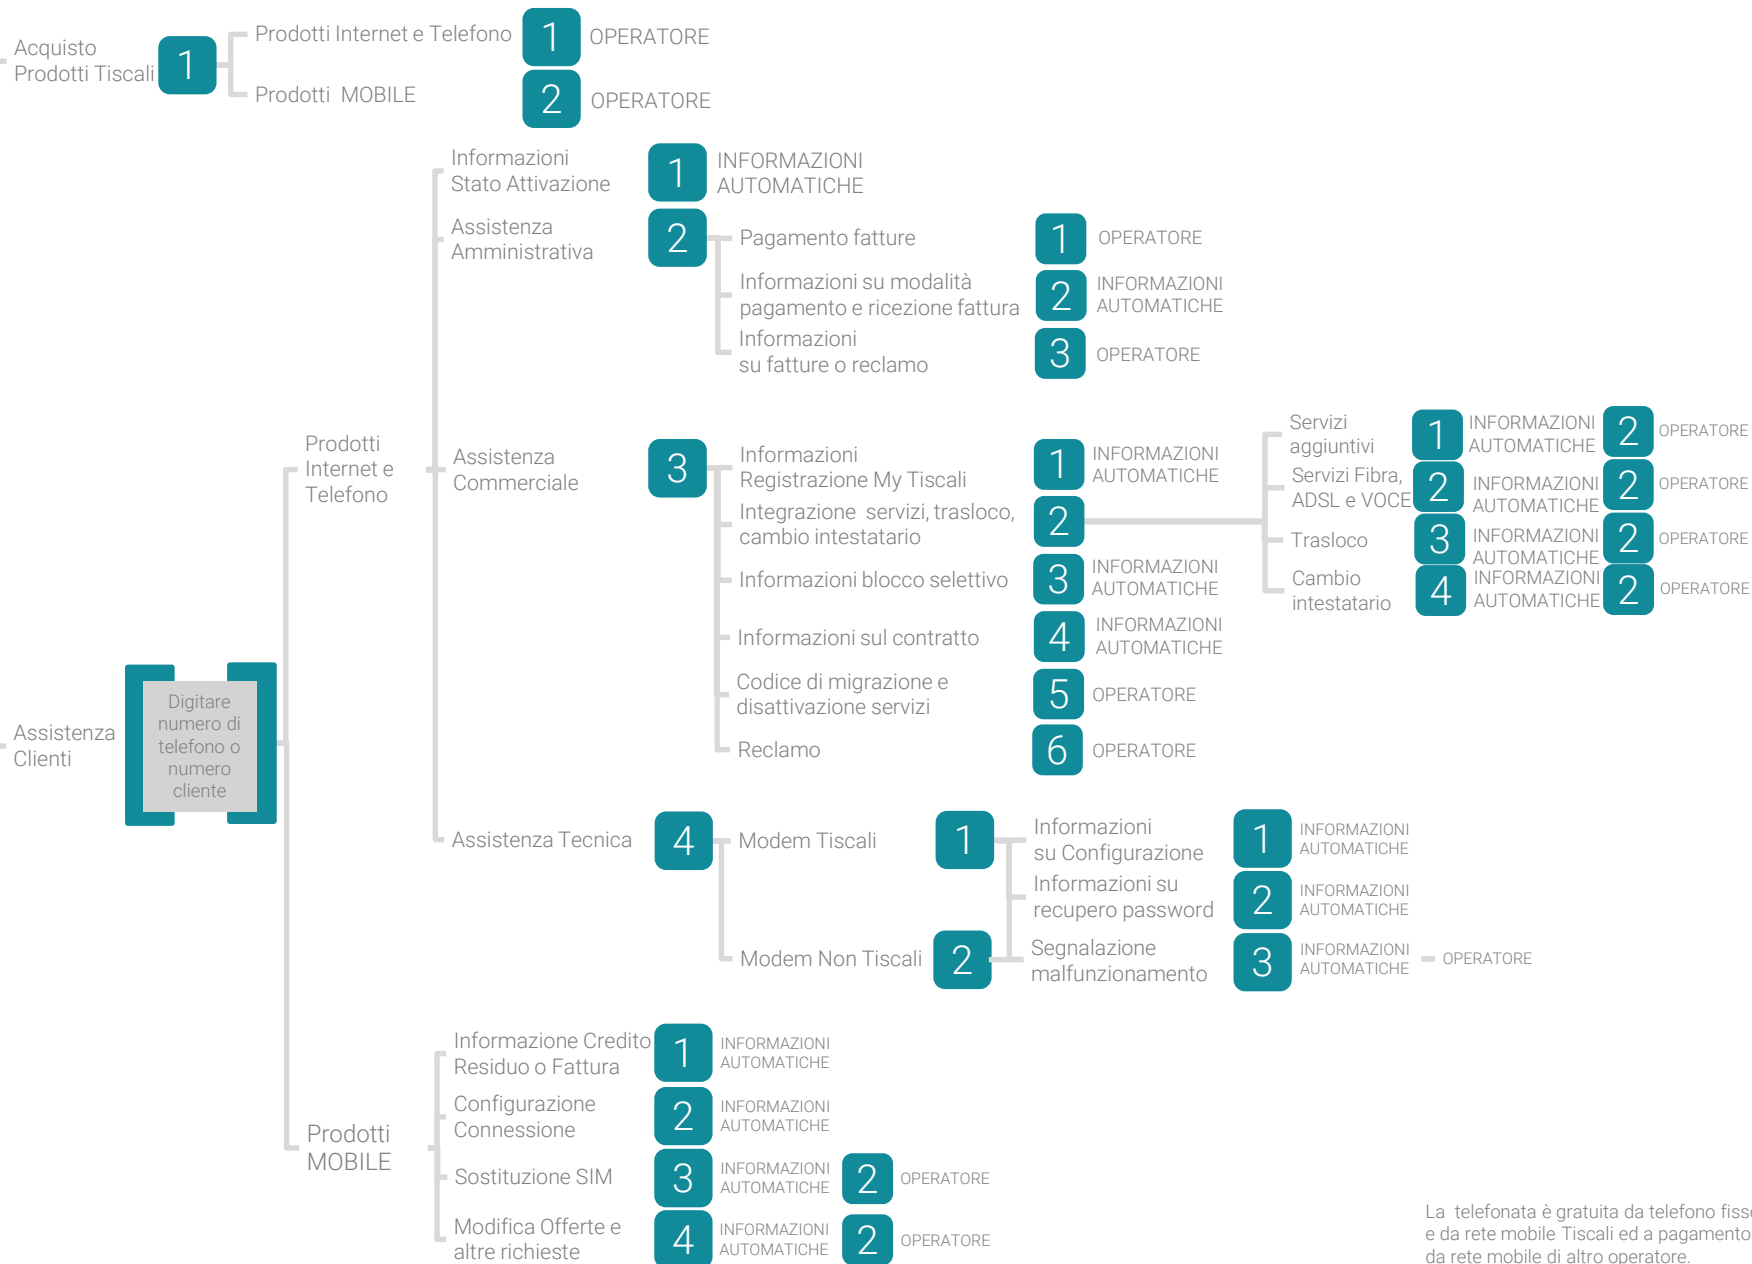 Acquisto
Prodotti Tiscali
1
Prodotti Internet e Telefono
1
OPERATORE
Prodotti MOBILE
2
OPERATORE
Assistenza
Clienti
Digitare
numero di
telefono o
numero
cliente
Prodotti
Internet e
Telefono
Informazioni
Stato Attivazione
1
INFORMAZIONI
AUTOMATICHE
Assistenza
Amministrativa
2
Pagamento fatture
1
OPERATORE
Informazioni su modalità
pagamento e ricezione fattura
2
INFORMAZIONI
AUTOMATICHE
Informazioni
su fatture o reclamo
3
OPERATORE
Assistenza
Commerciale
3
Informazioni
Registrazione My Tiscali
1
INFORMAZIONI
AUTOMATICHE
Integrazione servizi, trasloco,
cambio intestatario
2
Servizi
aggiuntivi
1
INFORMAZIONI
AUTOMATICHE
2
OPERATORE
Servizi Fibra,
ADSL e VOCE
2
INFORMAZIONI
AUTOMATICHE
2
OPERATORE
Trasloco
3
INFORMAZIONI
AUTOMATICHE
2
OPERATORE
Cambio
intestatario
4
INFORMAZIONI
AUTOMATICHE
2
OPERATORE
Informazioni blocco selettivo
3
INFORMAZIONI
AUTOMATICHE
Informazioni sul contratto
4
INFORMAZIONI
AUTOMATICHE
Codice di migrazione e
disattivazione servizi
5
OPERATORE
Reclamo
6
OPERATORE
Assistenza Tecnica
4
Modem Tiscali
1
Modem Non Tiscali
2
Informazioni
su Configurazione
1
INFORMAZIONI
AUTOMATICHE
Informazioni su
recupero password
2
INFORMAZIONI
AUTOMATICHE
Segnalazione
malfunzionamento
3
INFORMAZIONI
AUTOMATICHE
OPERATORE
Prodotti
MOBILE
Informazione Credito
Residuo o Fattura
1
INFORMAZIONI
AUTOMATICHE
Configurazione
Connessione
2
INFORMAZIONI
AUTOMATICHE
Sostituzione SIM
3
INFORMAZIONI
AUTOMATICHE
2
OPERATORE
Modifica Offerte e
altre richieste
4
INFORMAZIONI
AUTOMATICHE
2
OPERATORE
La telefonata è gratuita da telefono fisso
e da rete mobile Tiscali ed a pagamento
da rete mobile di altro operatore.